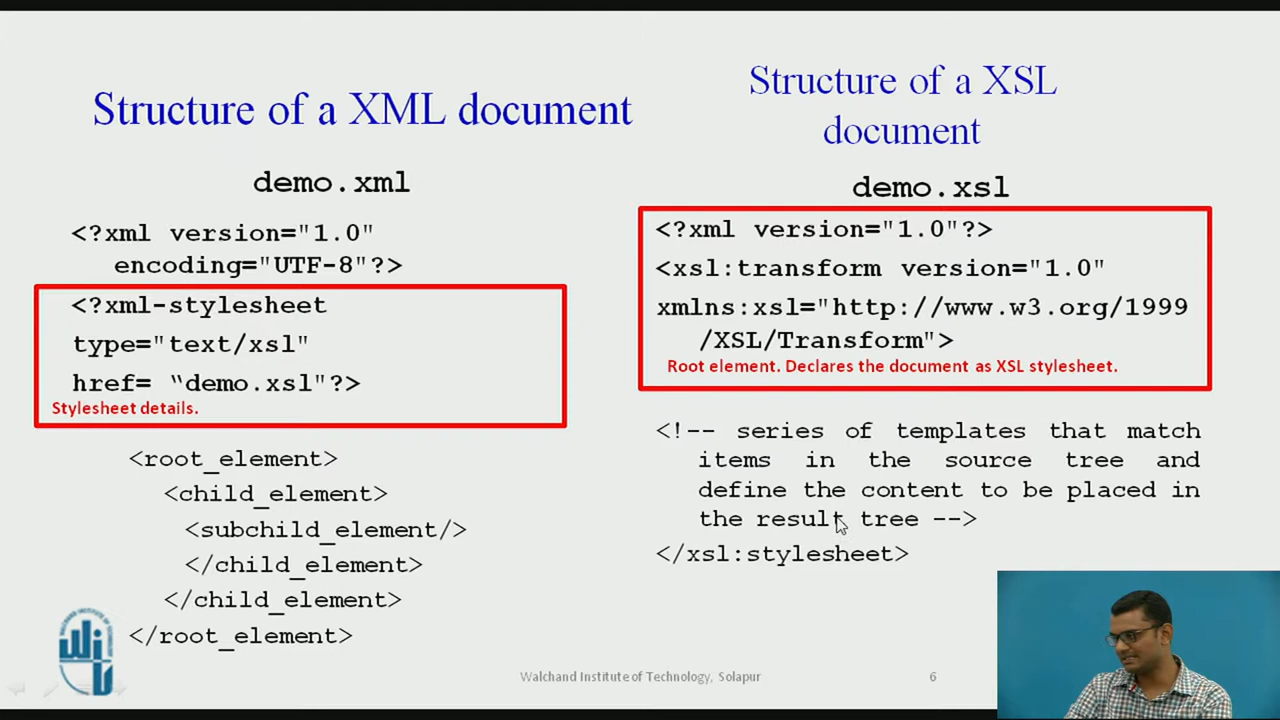 Structure of a XML document
demo.xml
<?xml version="1.0"
encoding="UTF-8"?>
<?xml-stylesheet
type="text/xsl"
href= “demo.xsl"?>
Stylesheet details.
<root_element>
<child_element>
<subchild_element/>
</child_element>
</child_element>
</root_element>
Structure of a XSL
document
demo.xsl
<?xml version="1.0"?>
<xsl:transform version="1.0"
xmlns:xsl="http://www.w3.org/1999
/XSL/Transform">
Root element. Declares the document as XSL stylesheet.
<!-- series of templates that match
items in the source tree and
define the content to be placed in
the result tree -->
</xsl:stylesheet>
Walchand Institute of Technology, Solapur
6